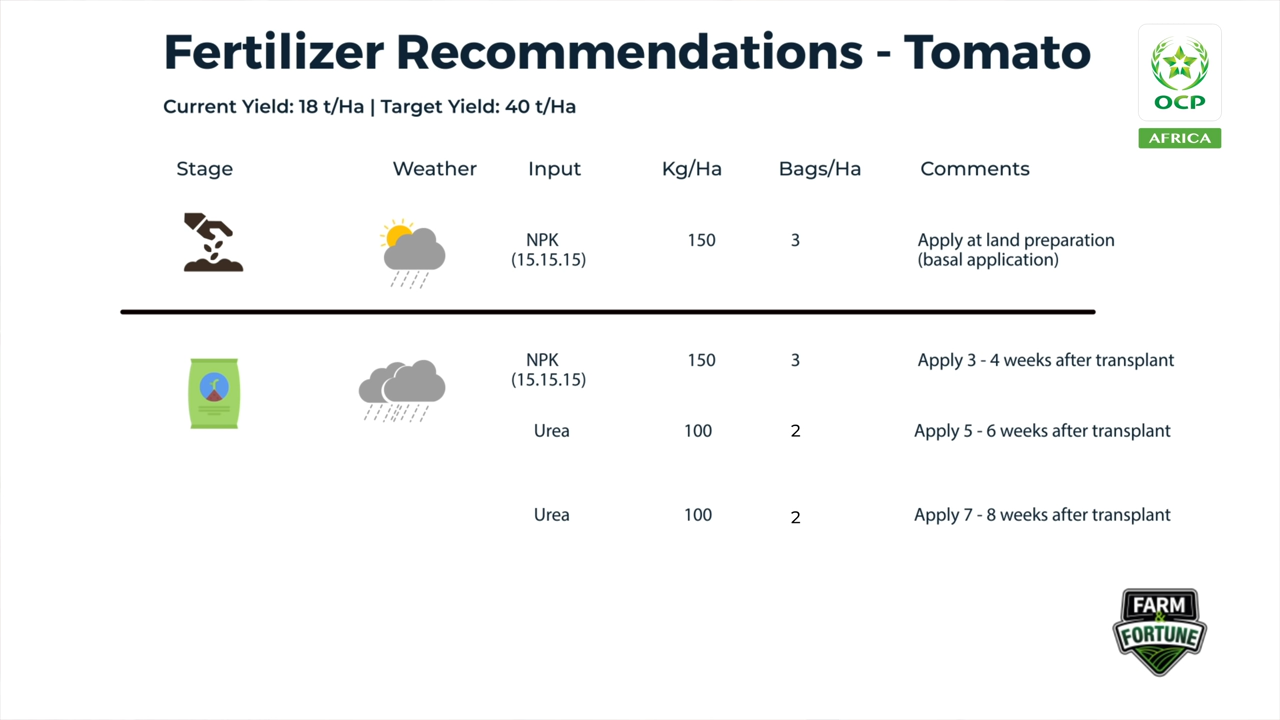 Fertilizer Recommendations - Tomato
Current Yield: 18 t/Ha | Target Yield: 40 t/Ha
OCP
AFRICA
Stage Weather Input Kg/Ha Bags/Ha Comments
NPK 150 3 Apply at land preparation
(15.15.15) (basal application)
NPK 150 3 Apply 3 - 4 weeks after transplant
(15.15.15)
Urea 100 2 Apply 5 - 6 weeks after transplant
Urea 100 2 Apply 7 - 8 weeks after transplant
FARM
&
FORTUNE